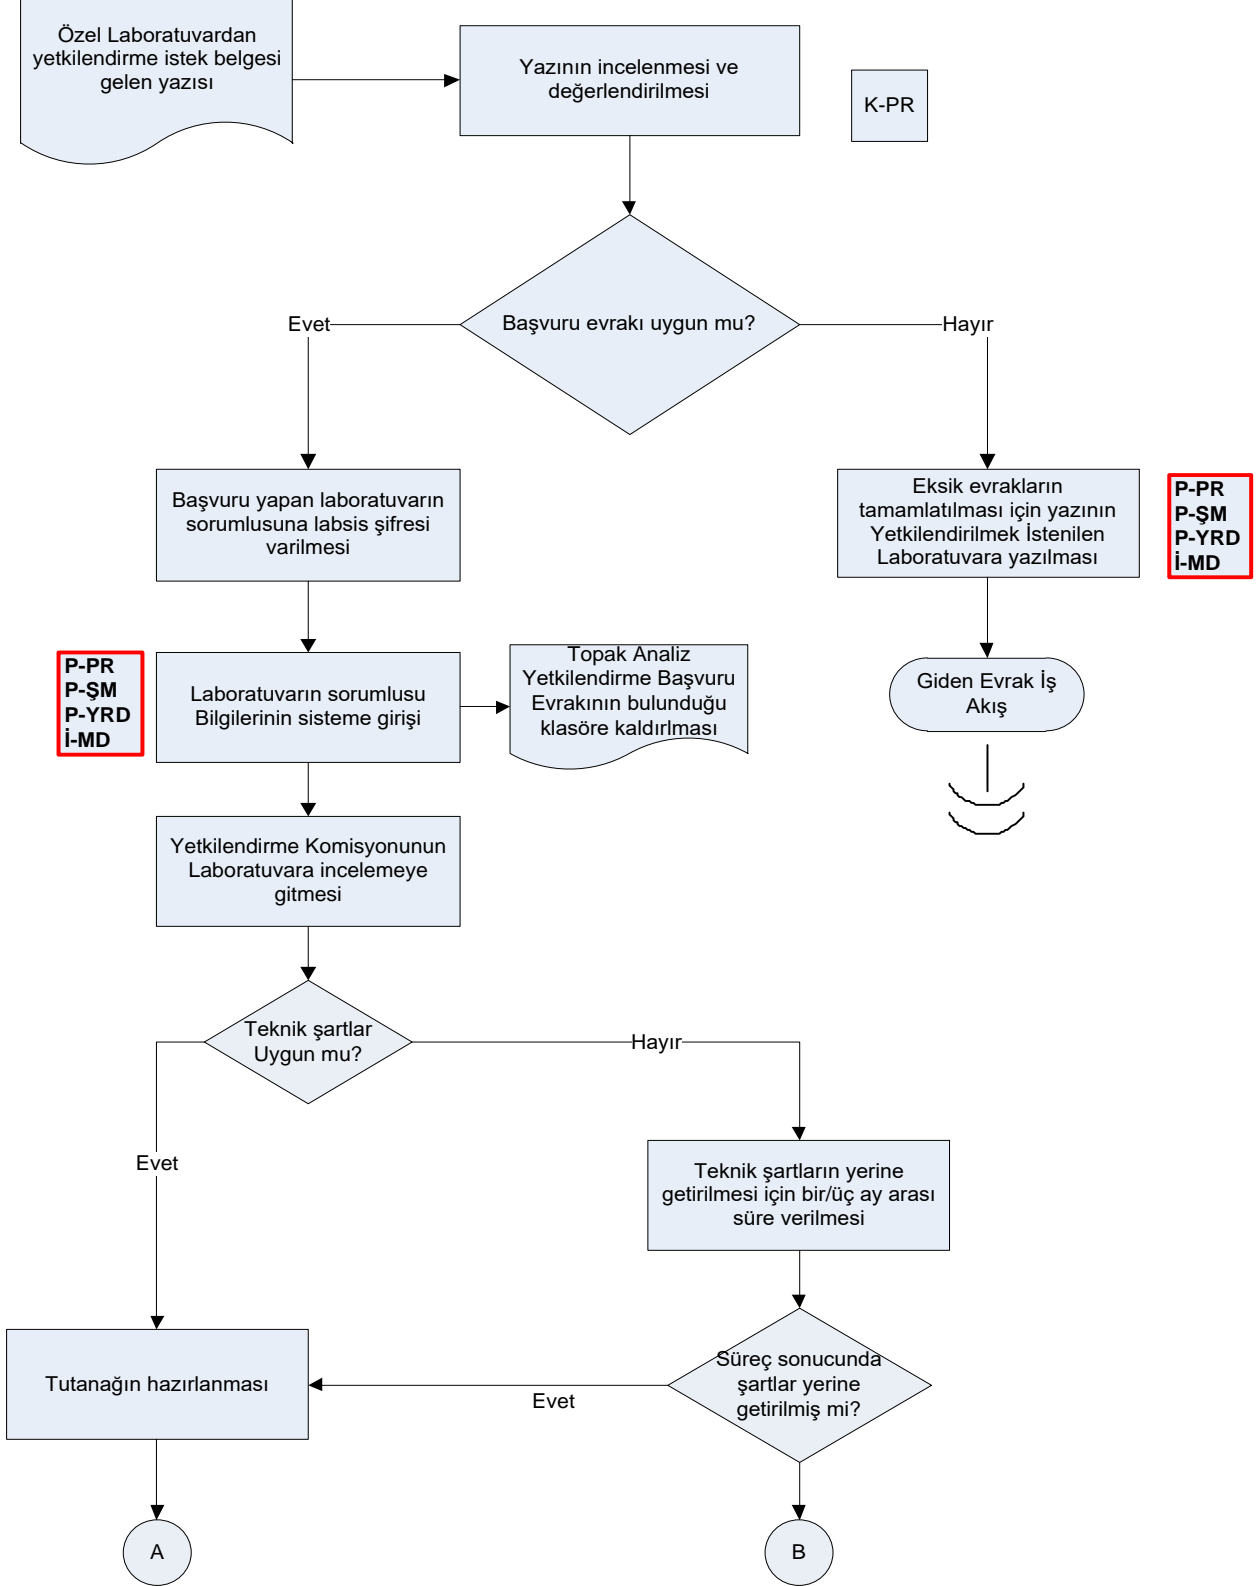 Özel Laboratuvardan
yetkilendirme istek belgesi
gelen yazısı
Yazının incelenmesi ve
değerlendirilmesi
K-PR
Başvuru evrakı uygun mu?
Evet
Hayır
Başvuru yapan laboratuvarın
sorumlusuna labsis şifresi
varilmesi
Eksik evrakların
tamamlatılması için yazının
Yetkilendirilmek İstenilen
Laboratuvara yazılması
P-PR
P-ŞM
P-YRD
İ-MD
P-PR
P-ŞM
P-YRD
İ-MD
Laboratuvarın sorumlusu
Bilgilerinin sisteme girişi
Topak Analiz
Yetkilendirme Başvuru
Evrakının bulunduğu
klasöre kaldırlması
Giden Evrak İş
Akış
Yetkilendirme Komisyonunun
Laboratuvara incelemeye
gitmesi
Teknik şartlar
Uygun mu?
Hayır
Evet
Teknik şartların yerine
getirilmesi için bir/üç ay arası
süre verilmesi
Tutanağın hazırlanması
Evet
Süreç sonucunda
şartlar yerine
getirilmiş mi?
A
B